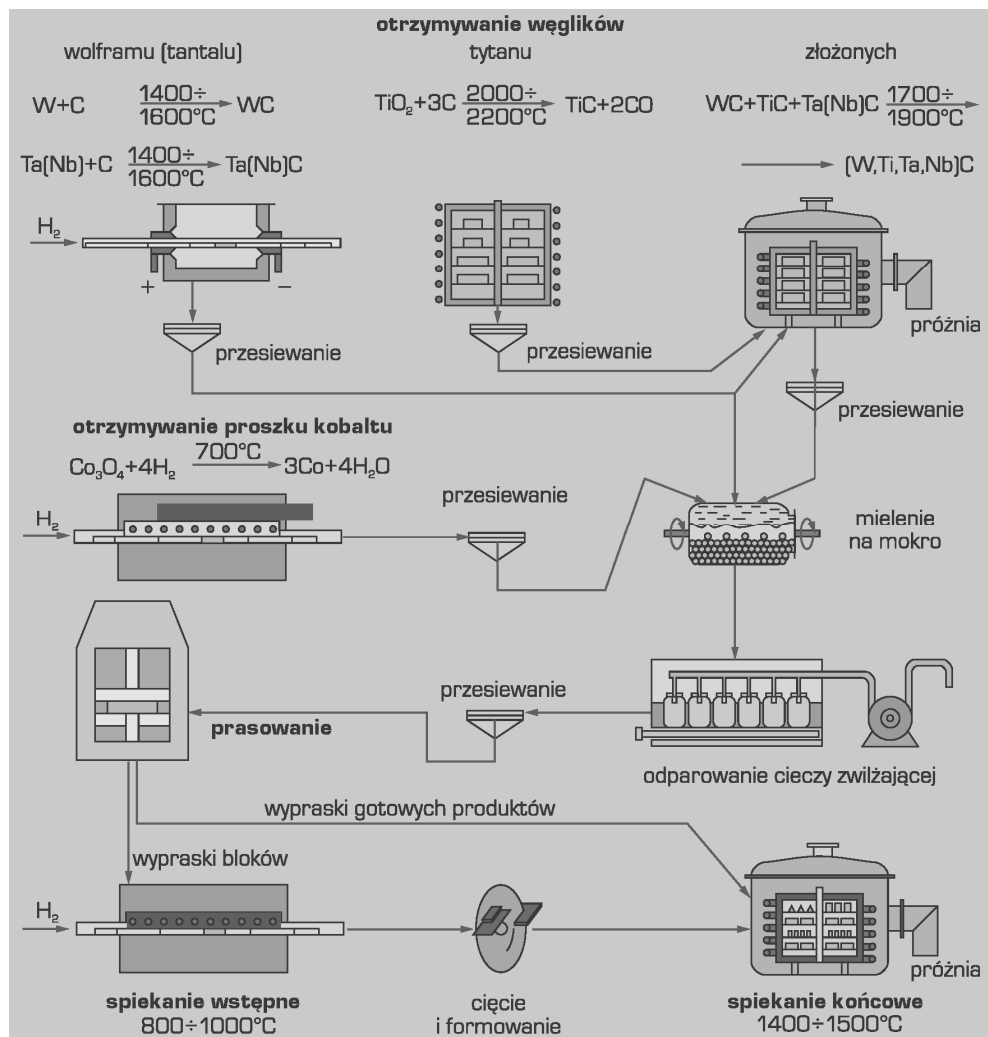 otrzymywanie węglików
wolframu (tantalu)
tytanu
złożonych
W+C 1400÷ 1600°C WC
TiO₂+3C 2000÷ 2200°C TiC+2CO
WC+TiC+Ta(Nb)C 1700÷ 1900°C
Ta(Nb)+C 1400÷ 1600°C Ta(Nb)C
(W,Ti,Ta,Nb)C
H₂
+ −
próżnia
przesiewanie
przesiewanie
przesiewanie
otrzymywanie proszku kobaltu
Co₃O₄+4H₂ 700°C 3Co+4H₂O
przesiewanie
H₂
mielenie
na mokro
przesiewanie
prasowanie
odparowanie cieczy zwilżającej
wypraski gotowych produktów
wypraski bloków
H₂
próżnia
spiekanie wstępne
800÷1000°C
cięcie
i formowanie
spiekanie końcowe
1400÷1500°C